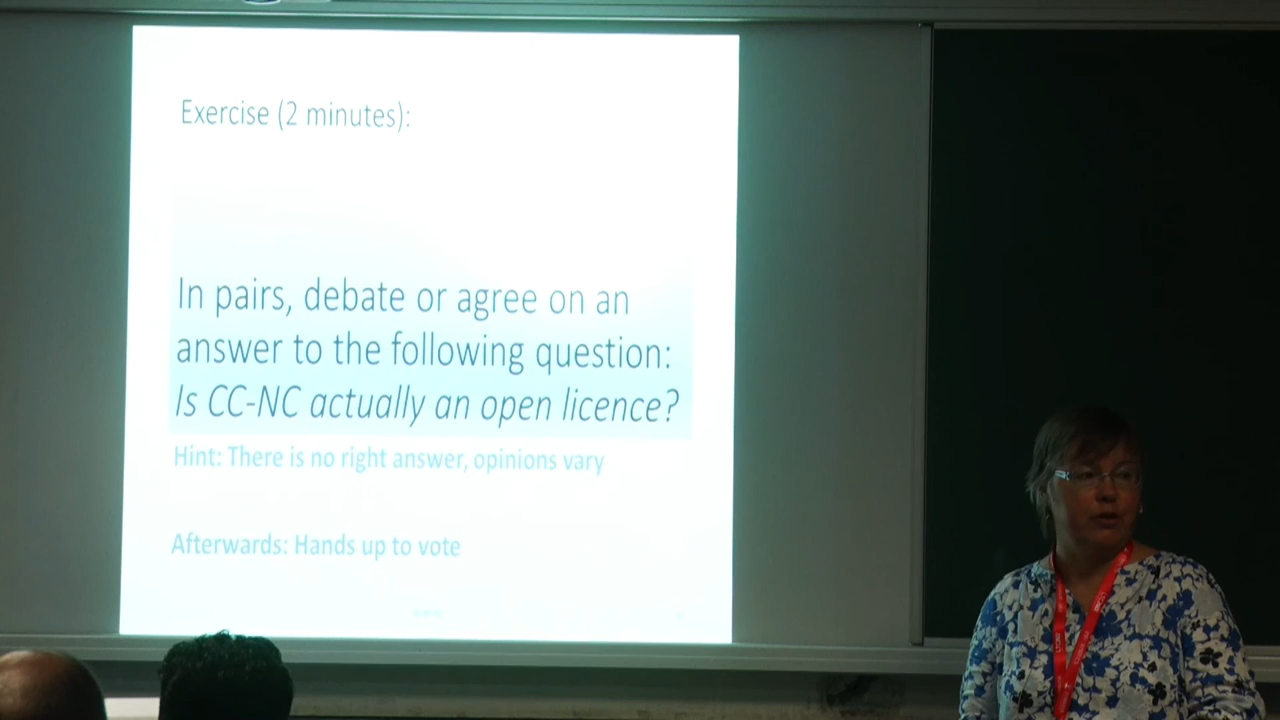 Exercise (2 minutes):
In pairs, debate or agree on an
answer to the following question:
Is CC-NC actually an open licence?
Hint: There is no right answer, opinions vary
Afterwards: Hands up to vote